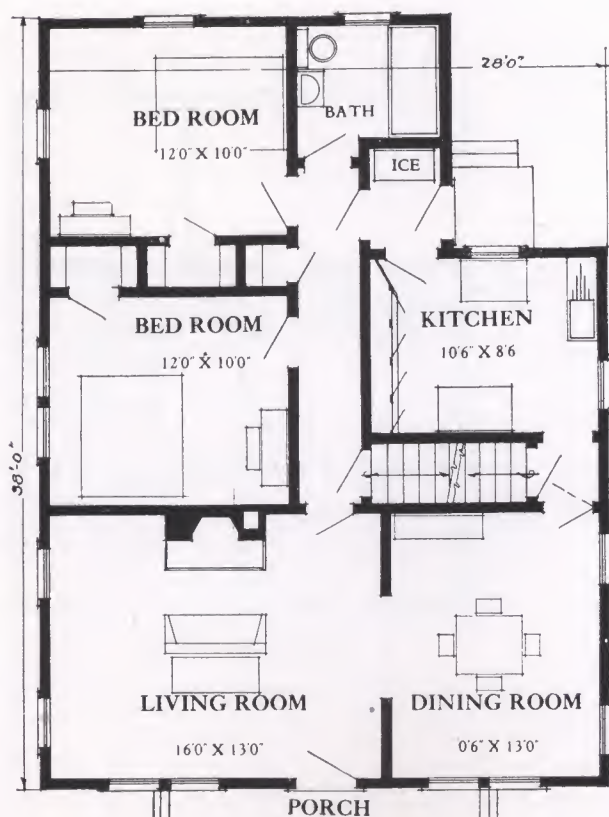 28'0"
BED ROOM
12'0" X 10'0"
BATH
ICE
BED ROOM
12'0" X 10'0"
KITCHEN
10'6" X 8'6
38'-0"
LIVING ROOM
16'0" X 13'0"
DINING ROOM
0'6" X 13'0"
PORCH